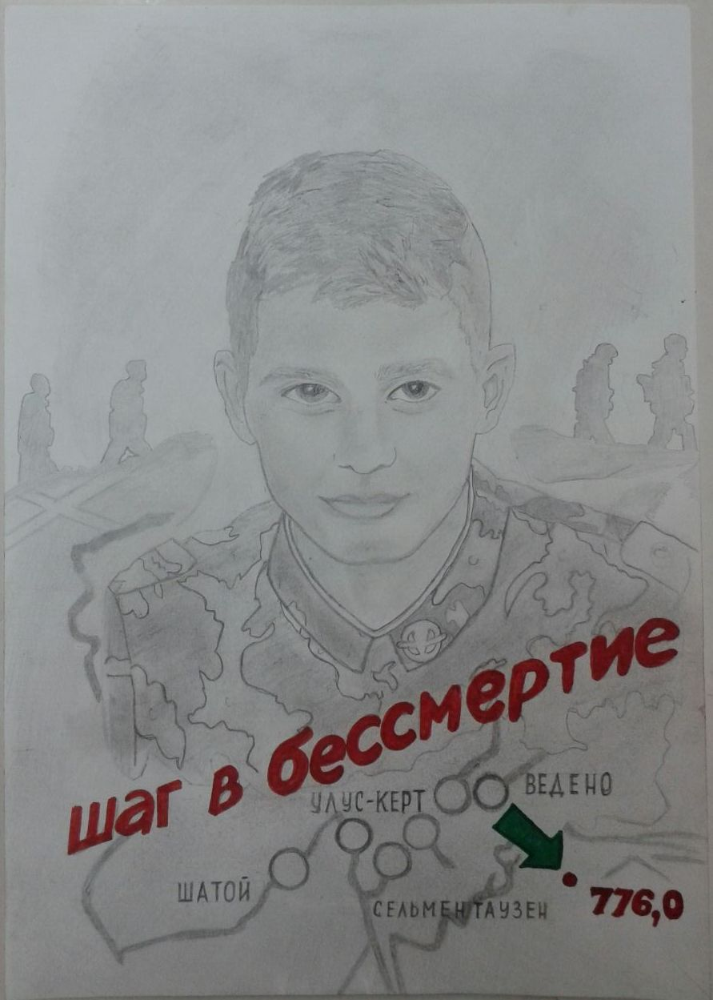 шаг в бессмертие
УЛУС-КЕРТ
ВЕДЕНО
ШАТОЙ
СЕЛЬМЕНТАУЗЕН
776,0